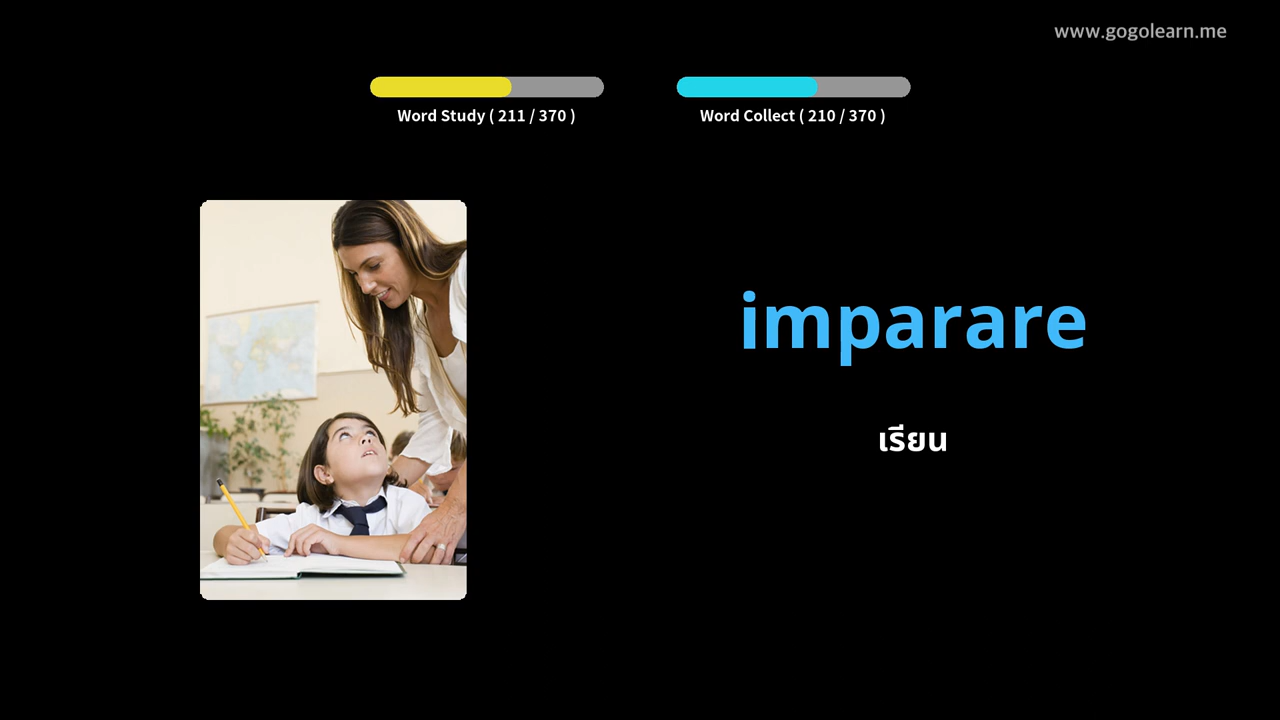 www.gogolearn.me
Word Study ( 211 / 370 )
Word Collect ( 210 / 370 )
imparare
เรียน